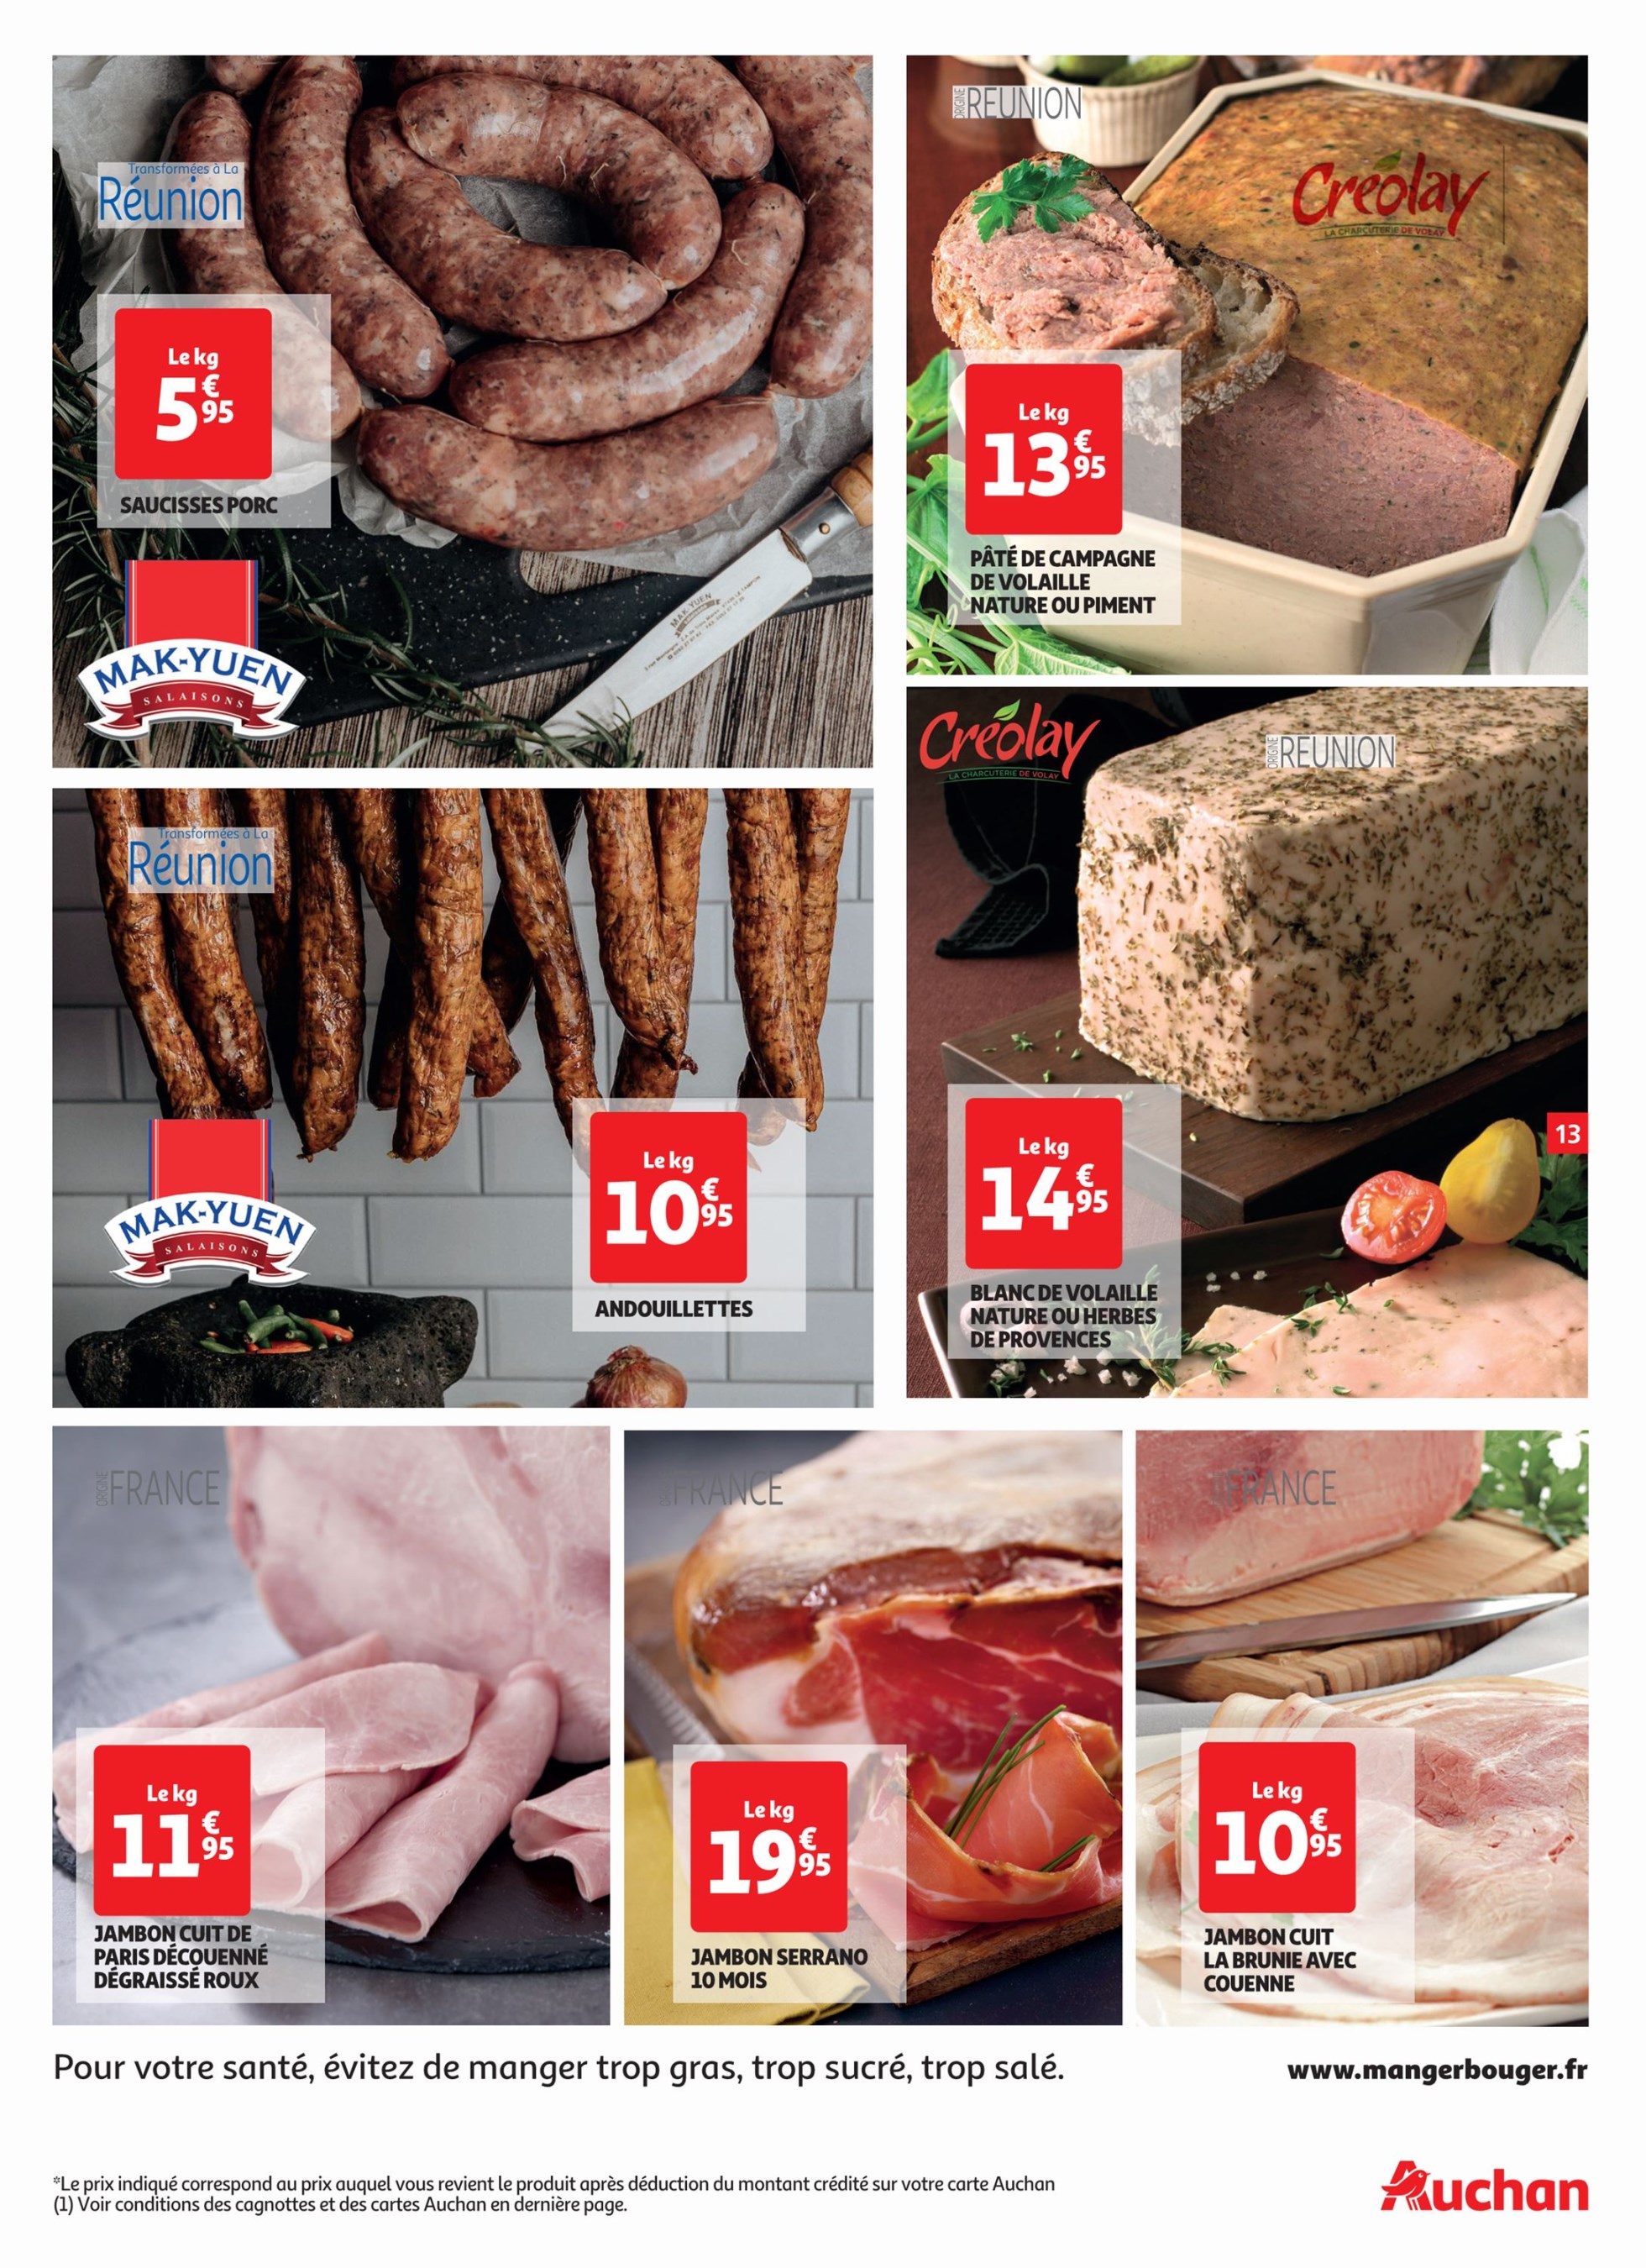 Transformées à La
Réunion
Le kg
5€95
SAUCISSES PORC
MAK-YUEN
SALAISONS
MAK-YUEN
ORIGINE REUNION
Creolay
LA CHARCUTERIE DE VOLAY
Le kg
13€95
PÂTÉ DE CAMPAGNE
DE VOLAILLE
NATURE OU PIMENT
Transformées à La
Réunion
MAK-YUEN
SALAISONS
Le kg
10€95
ANDOUILLETTES
Creolay
LA CHARCUTERIE DE VOLAY
ORIGINE REUNION
Le kg
14€95
BLANC DE VOLAILLE
NATURE OU HERBES
DE PROVENCES
13
ORIGINE FRANCE
Le kg
11€95
JAMBON CUIT DE
PARIS DÉCOUENNÉ
DÉGRAISSÉ ROUX
ORIGINE FRANCE
Le kg
19€95
JAMBON SERRANO
10 MOIS
FRANCE
Le kg
10€95
JAMBON CUIT
LA BRUNIE AVEC
COUENNE
Pour votre santé, évitez de manger trop gras, trop sucré, trop salé.
www.mangerbouger.fr
*Le prix indiqué correspond au prix auquel vous revient le produit après déduction du montant crédité sur votre carte Auchan
(1) Voir conditions des cagnottes et des cartes Auchan en dernière page.
Auchan